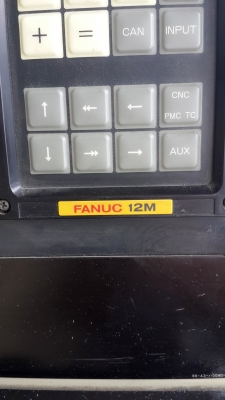 + = CAN INPUT
↑ ↞ ← CNC
PMC TC
↓ ↠ → AUX
FANUC 12M